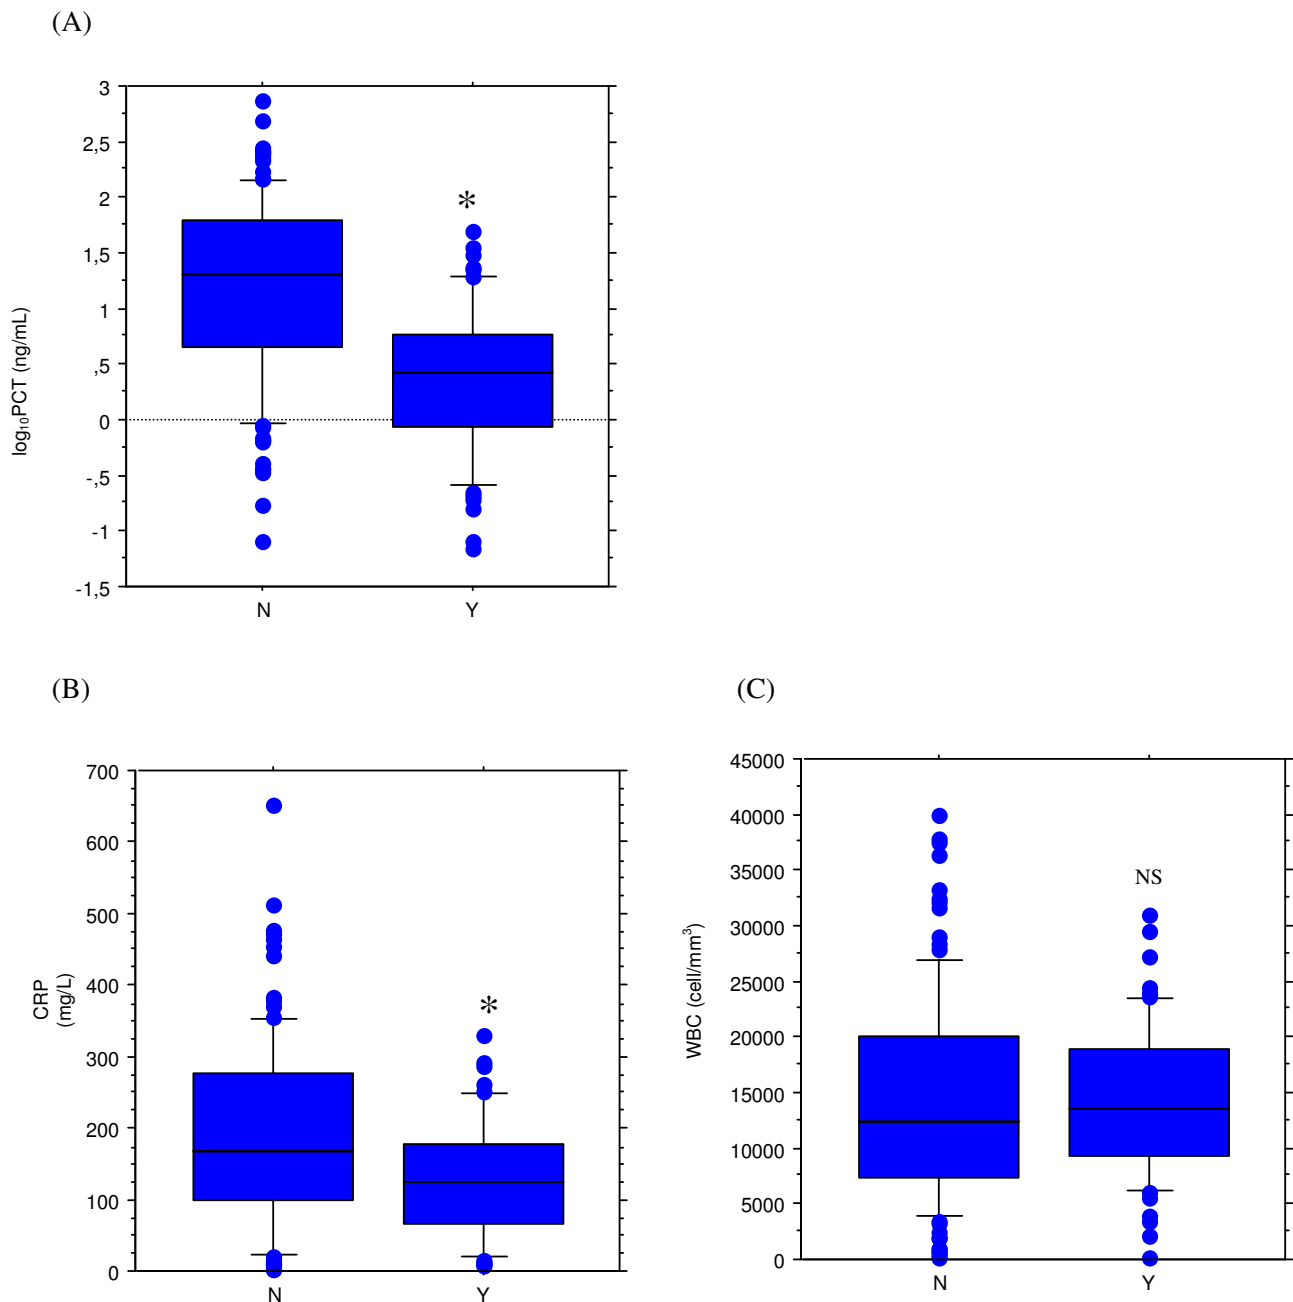 (A)
3
2,5
2
1,5
1
,5
0
-,5
-1
-1,5
log₁₀PCT (ng/mL)
*
N Y
(B)
700
600
500
400
300
200
100
0
CRP
(mg/L)
*
N Y
(C)
45000
40000
35000
30000
25000
20000
15000
10000
5000
0
WBC (cell/mm³)
NS
N Y